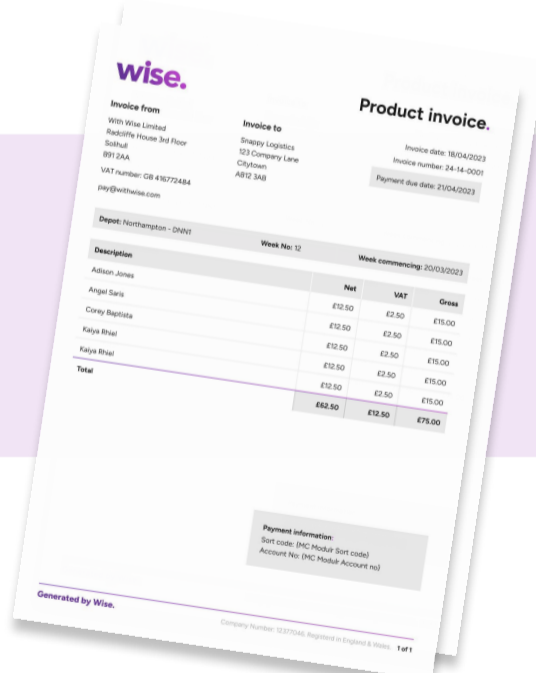 wise.
Product invoice.
Invoice from
With Wise Limited
Radcliffe House 3rd Floor
Solihull
B91 2AA
VAT number: GB 416772484
pay@withwise.com
Invoice to
Snappy Logistics
123 Company Lane
Citytown
AB12 3AB
Invoice date: 18/04/2023
Invoice number: 24-14-0001
Payment due date: 21/04/2023
Depot: Northampton - DNN1 Week No: 12 Week commencing: 20/03/2023
Description Net VAT Gross
Adison Jones £12.50 £2.50 £15.00
Angel Saris £12.50 £2.50 £15.00
Corey Baptista £12.50 £2.50 £15.00
Kaiya Rhiel £12.50 £2.50 £15.00
Kaiya Rhiel £12.50 £2.50 £15.00
Total £62.50 £12.50 £75.00
Payment information:
Sort code: {MC Modulr Sort code}
Account No: {MC Modulr Account no}
Generated by Wise.
Company Number: 12377046. Registerd in England & Wales. 1 of 1